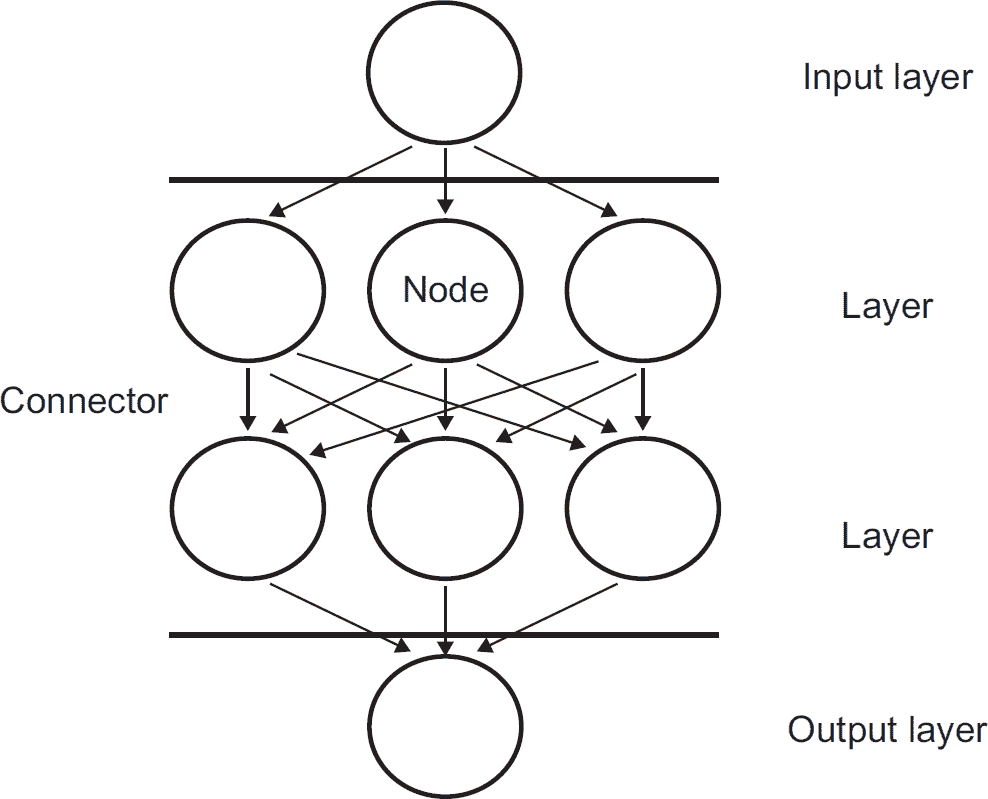 Input layer
Node
Layer
Connector
Layer
Output layer